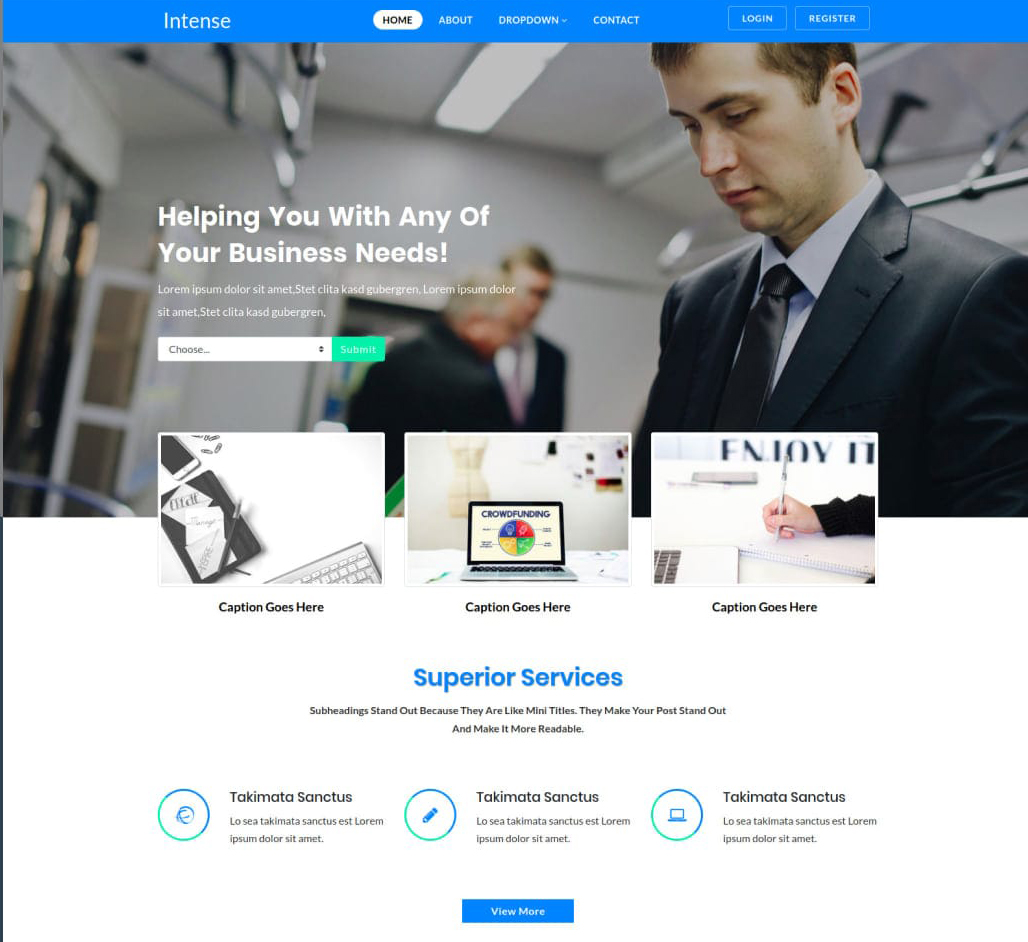 Intense
HOME ABOUT DROPDOWN CONTACT
LOGIN REGISTER
Helping You With Any Of
Your Business Needs!
Lorem ipsum dolor sit amet,Stet clita kasd gubergren, Lorem ipsum dolor
sit amet,Stet clita kasd gubergren,
Choose... Submit
CROWDFUNDING
ENJOY IT
Caption Goes Here
Caption Goes Here
Caption Goes Here
Superior Services
Subheadings Stand Out Because They Are Like Mini Titles. They Make Your Post Stand Out
And Make It More Readable.
Takimata Sanctus
Lo sea takimata sanctus est Lorem
ipsum dolor sit amet.
Takimata Sanctus
Lo sea takimata sanctus est Lorem
ipsum dolor sit amet.
Takimata Sanctus
Lo sea takimata sanctus est Lorem
ipsum dolor sit amet.
View More